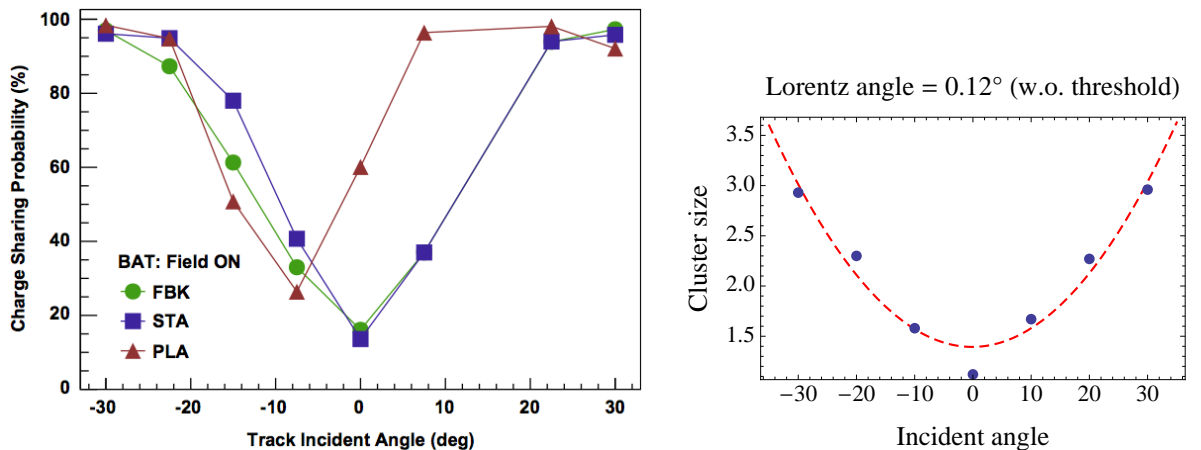 Charge Sharing Probability (%)
100
80
60
40
20
0
BAT: Field ON
FBK
STA
PLA
-30
-20
-10
0
10
20
30
Track Incident Angle (deg)
Lorentz angle = 0.12° (w.o. threshold)
Cluster size
3.5
3.0
2.5
2.0
1.5
−30 −20 −10 0 10 20 30
Incident angle